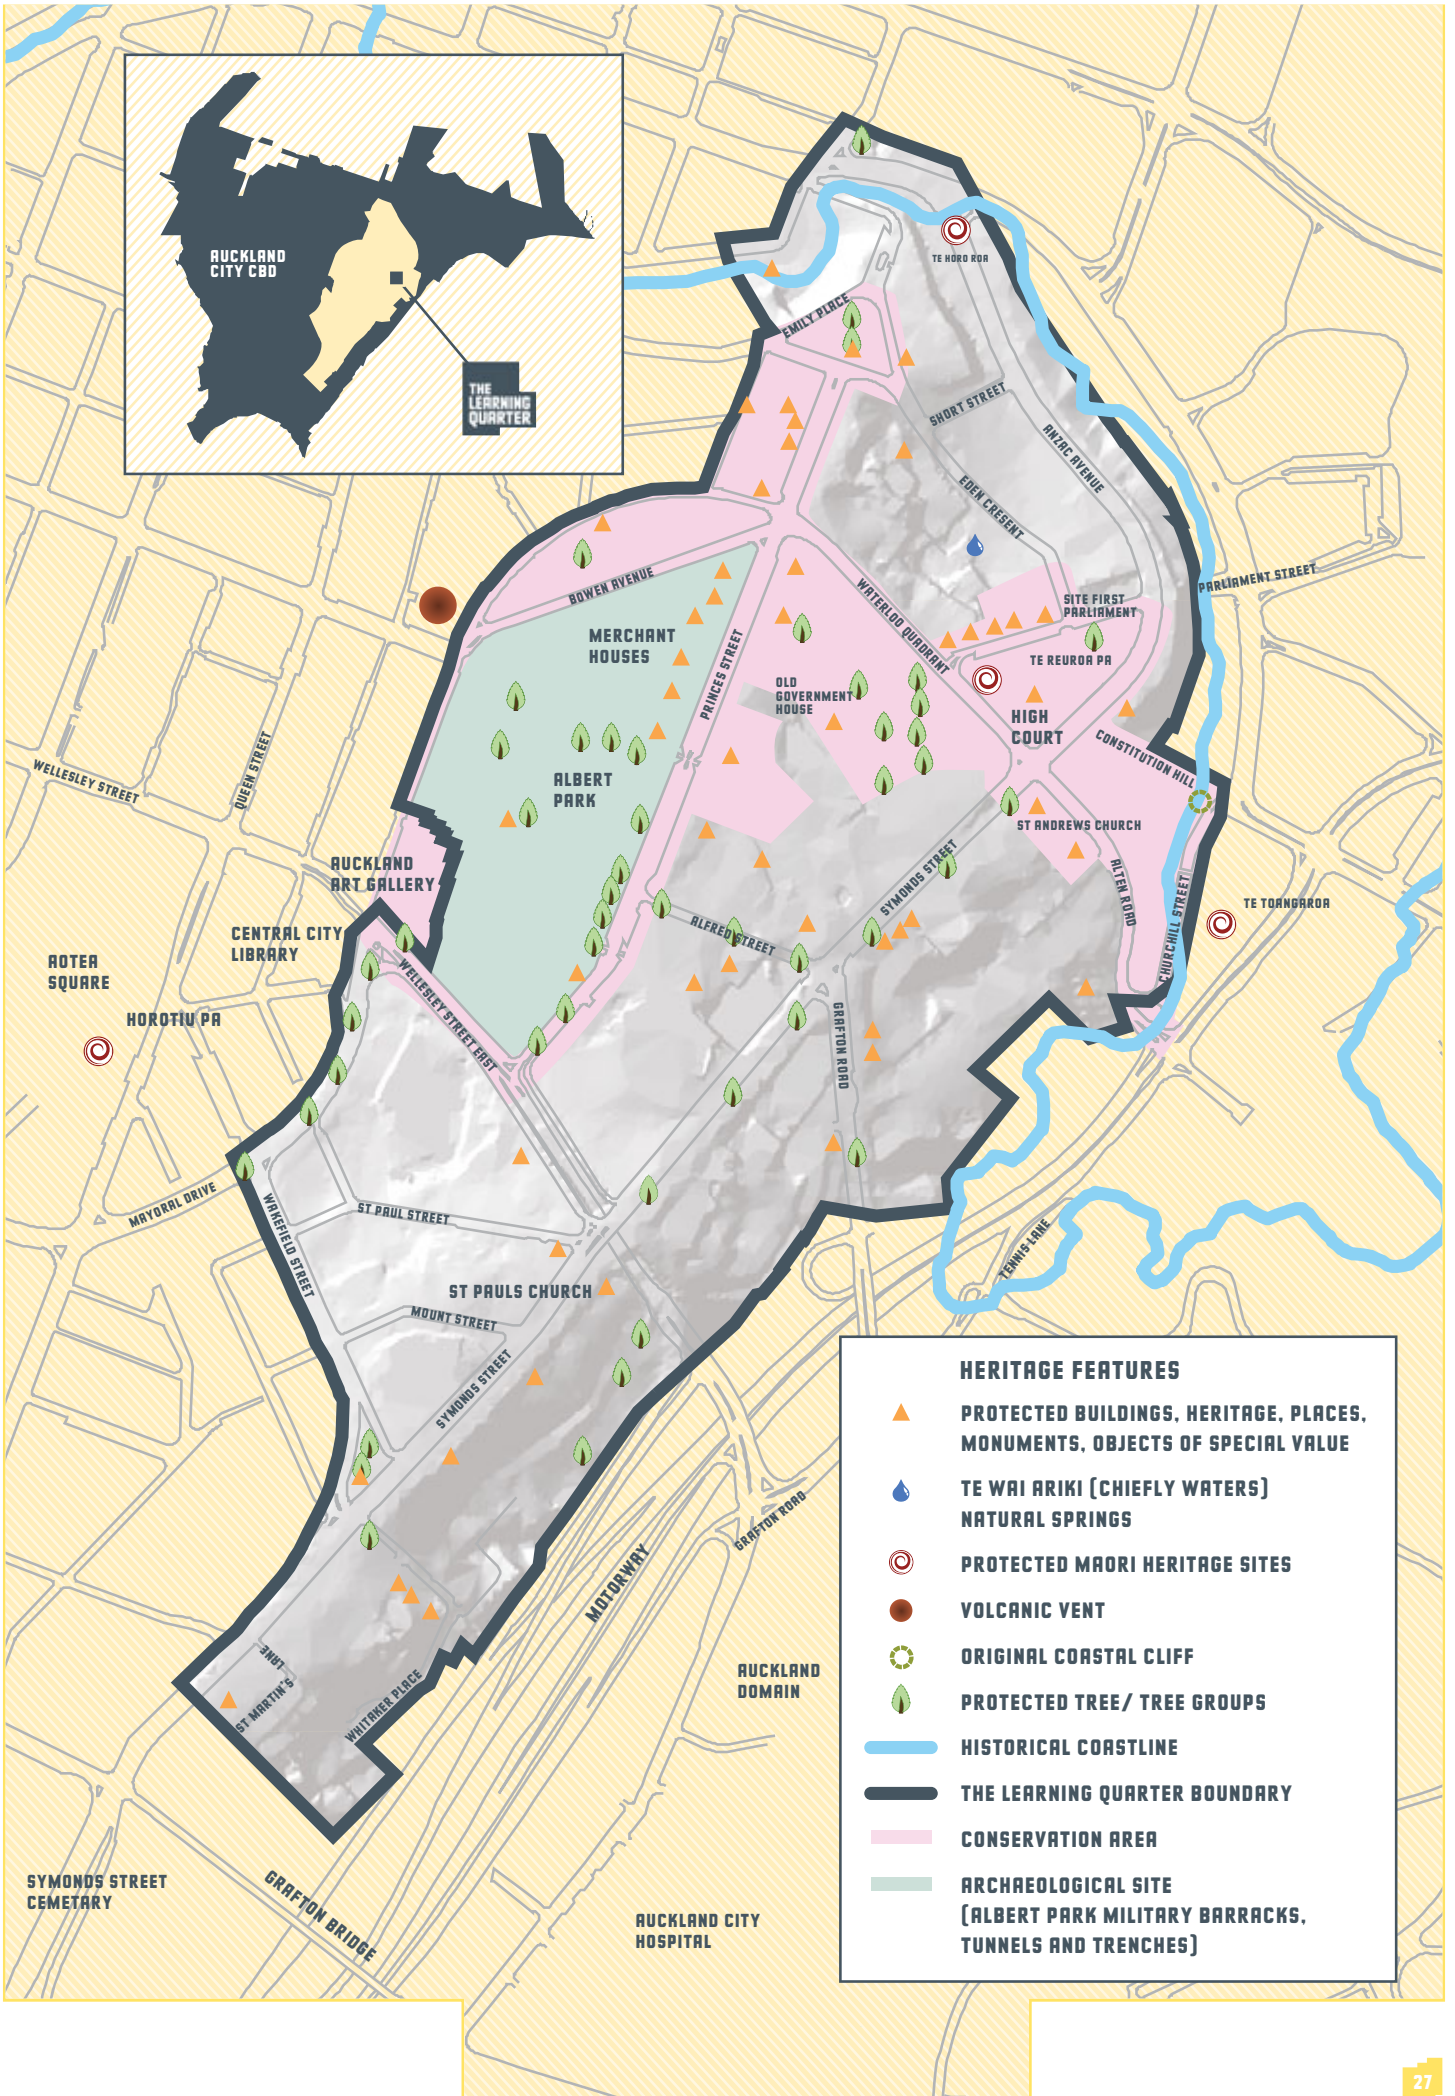 AUCKLAND
CITY CBD
THE
LEARNING
QUARTER
TE HORO ROA
EMILY PLACE
SHORT STREET
ANZAC AVENUE
EDEN CRESENT
PARLIAMENT STREET
BOWEN AVENUE
WATERLOO QUADRANT
SITE FIRST
PARLIAMENT
MERCHANT
HOUSES
PRINCES STREET
TE REUROA PA
OLD
GOVERNMENT
HOUSE
HIGH
COURT
CONSTITUTION HILL
WELLESLEY STREET
QUEEN STREET
ALBERT
PARK
ST ANDREWS CHURCH
AUCKLAND
ART GALLERY
SYMONDS STREET
ALTEN ROAD
CHURCHILL STREET
TE TOANGAROA
CENTRAL CITY
LIBRARY
ALFRED STREET
AOTEA
SQUARE
WELLESLEY STREET EAST
HOROTIU PA
GRAFTON ROAD
MAYORAL DRIVE
WAKEFIELD STREET
ST PAUL STREET
TENNIS LANE
ST PAULS CHURCH
MOUNT STREET
SYMONDS STREET
GRAFTON ROAD
MOTORWAY
ST MARTIN'S
LANE
WHITAKER PLACE
AUCKLAND
DOMAIN
SYMONDS STREET
CEMETARY
GRAFTON BRIDGE
AUCKLAND CITY
HOSPITAL
HERITAGE FEATURES
PROTECTED BUILDINGS, HERITAGE, PLACES,
MONUMENTS, OBJECTS OF SPECIAL VALUE
TE WAI ARIKI (CHIEFLY WATERS)
NATURAL SPRINGS
PROTECTED MAORI HERITAGE SITES
VOLCANIC VENT
ORIGINAL COASTAL CLIFF
PROTECTED TREE/ TREE GROUPS
HISTORICAL COASTLINE
THE LEARNING QUARTER BOUNDARY
CONSERVATION AREA
ARCHAEOLOGICAL SITE
(ALBERT PARK MILITARY BARRACKS,
TUNNELS AND TRENCHES)
27